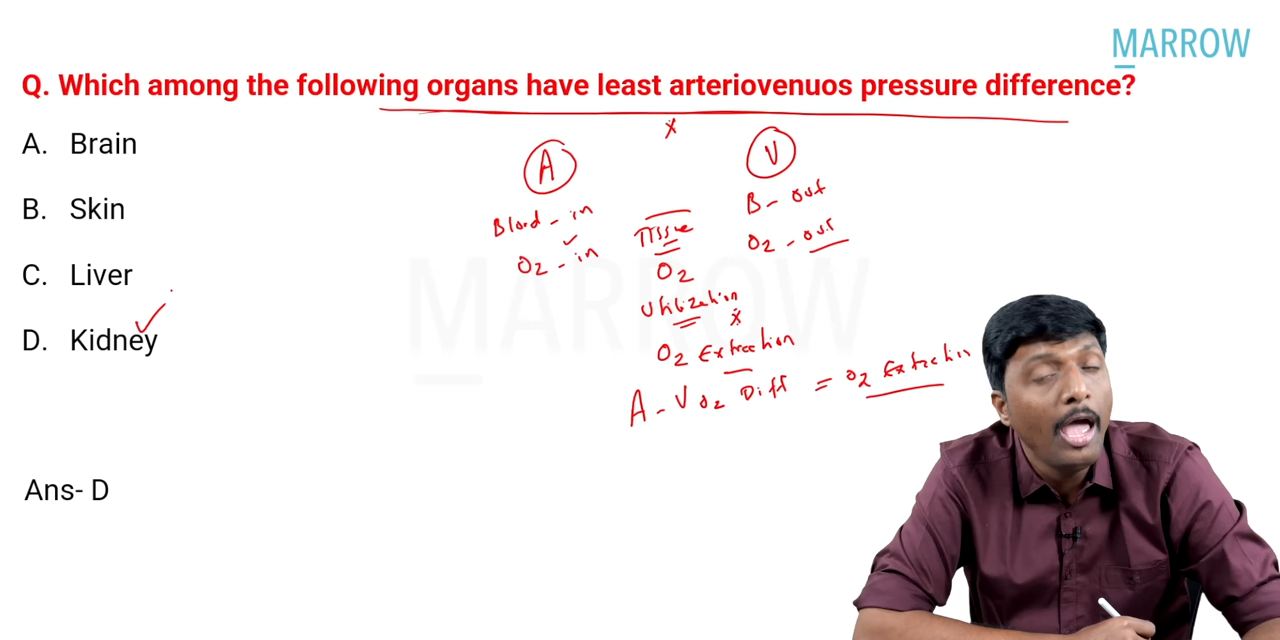 MARROW
Q. Which among the following organs have least arteriovenuos pressure difference?
A. Brain
B. Skin
C. Liver
D. Kidney
Ans- D
A
Blood - in
O2 - in
Tissue
O2
Utilization
O2 Extraction
A - V O2 Diff = O2 Extraction
V
B - out
O2 - out
MARROW